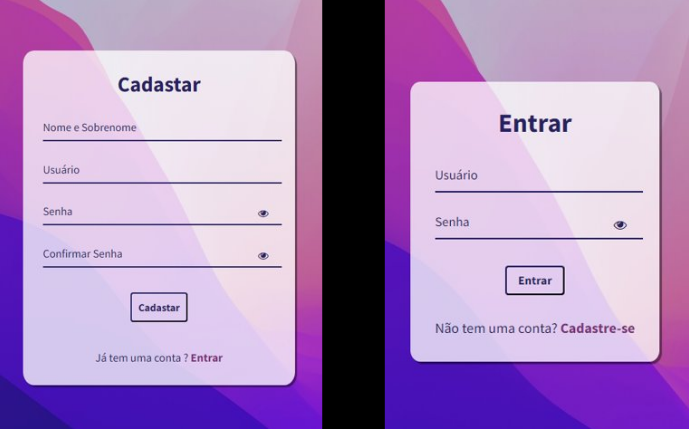 Cadastar
Nome e Sobrenome
Usuário
Senha
Confirmar Senha
Cadastar
Já tem uma conta ? Entrar
Entrar
Usuário
Senha
Entrar
Não tem uma conta? Cadastre-se